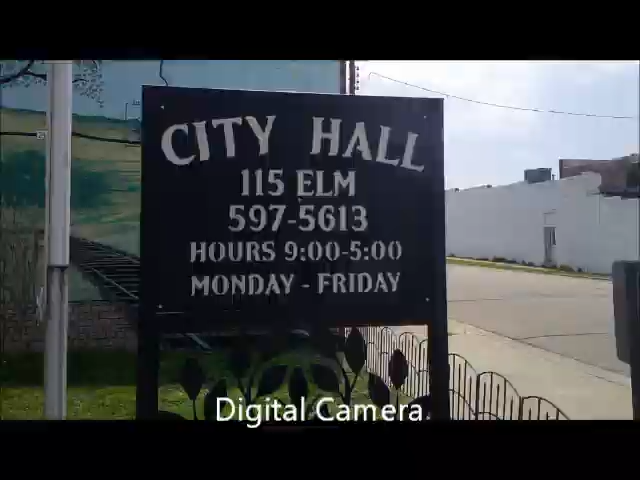 CITY HALL
115 ELM
597-5613
HOURS 9:00-5:00
MONDAY - FRIDAY
Digital Camera